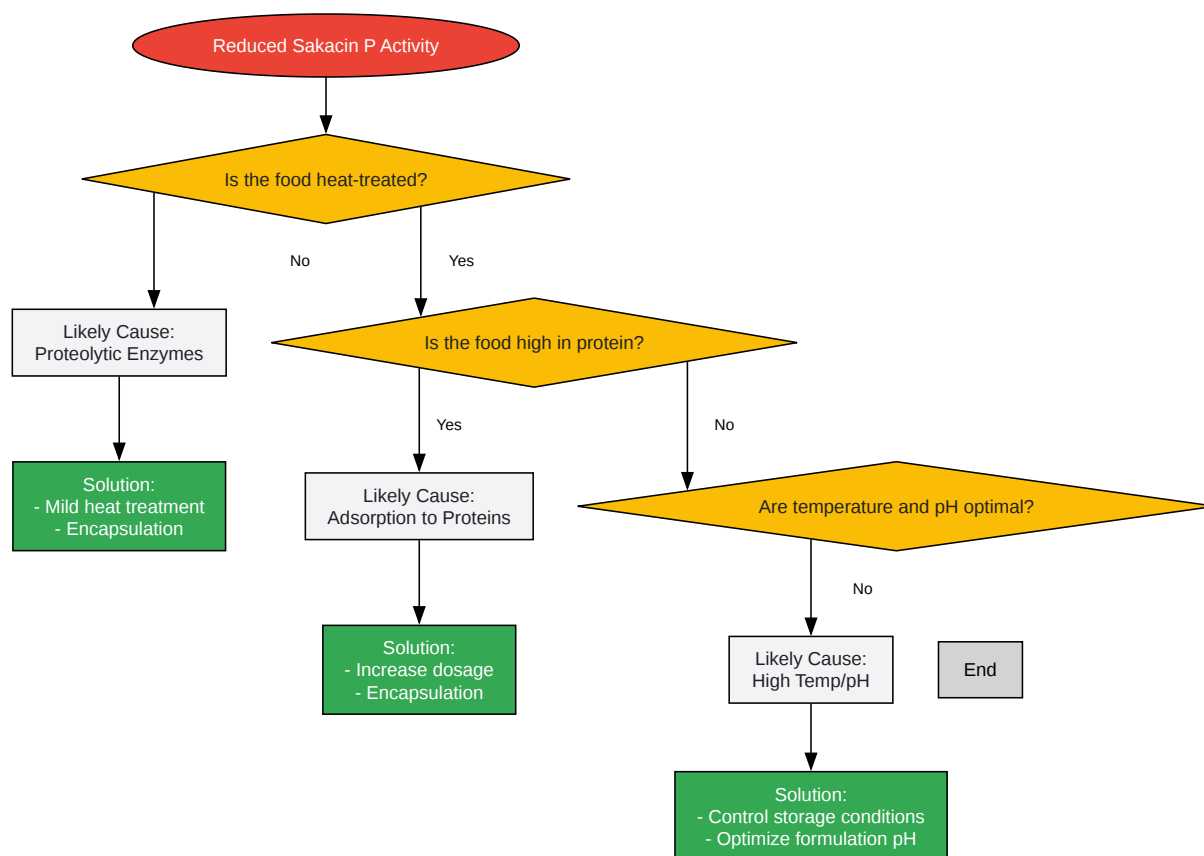 Reduced Sakacin P Activity
Is the food heat-treated?
No
Yes
Likely Cause:
Proteolytic Enzymes
Is the food high in protein?
Yes
No
Solution:
- Mild heat treatment
- Encapsulation
Likely Cause:
Adsorption to Proteins
Are temperature and pH optimal?
No
Solution:
- Increase dosage
- Encapsulation
Likely Cause:
High Temp/pH
End
Solution:
- Control storage conditions
- Optimize formulation pH